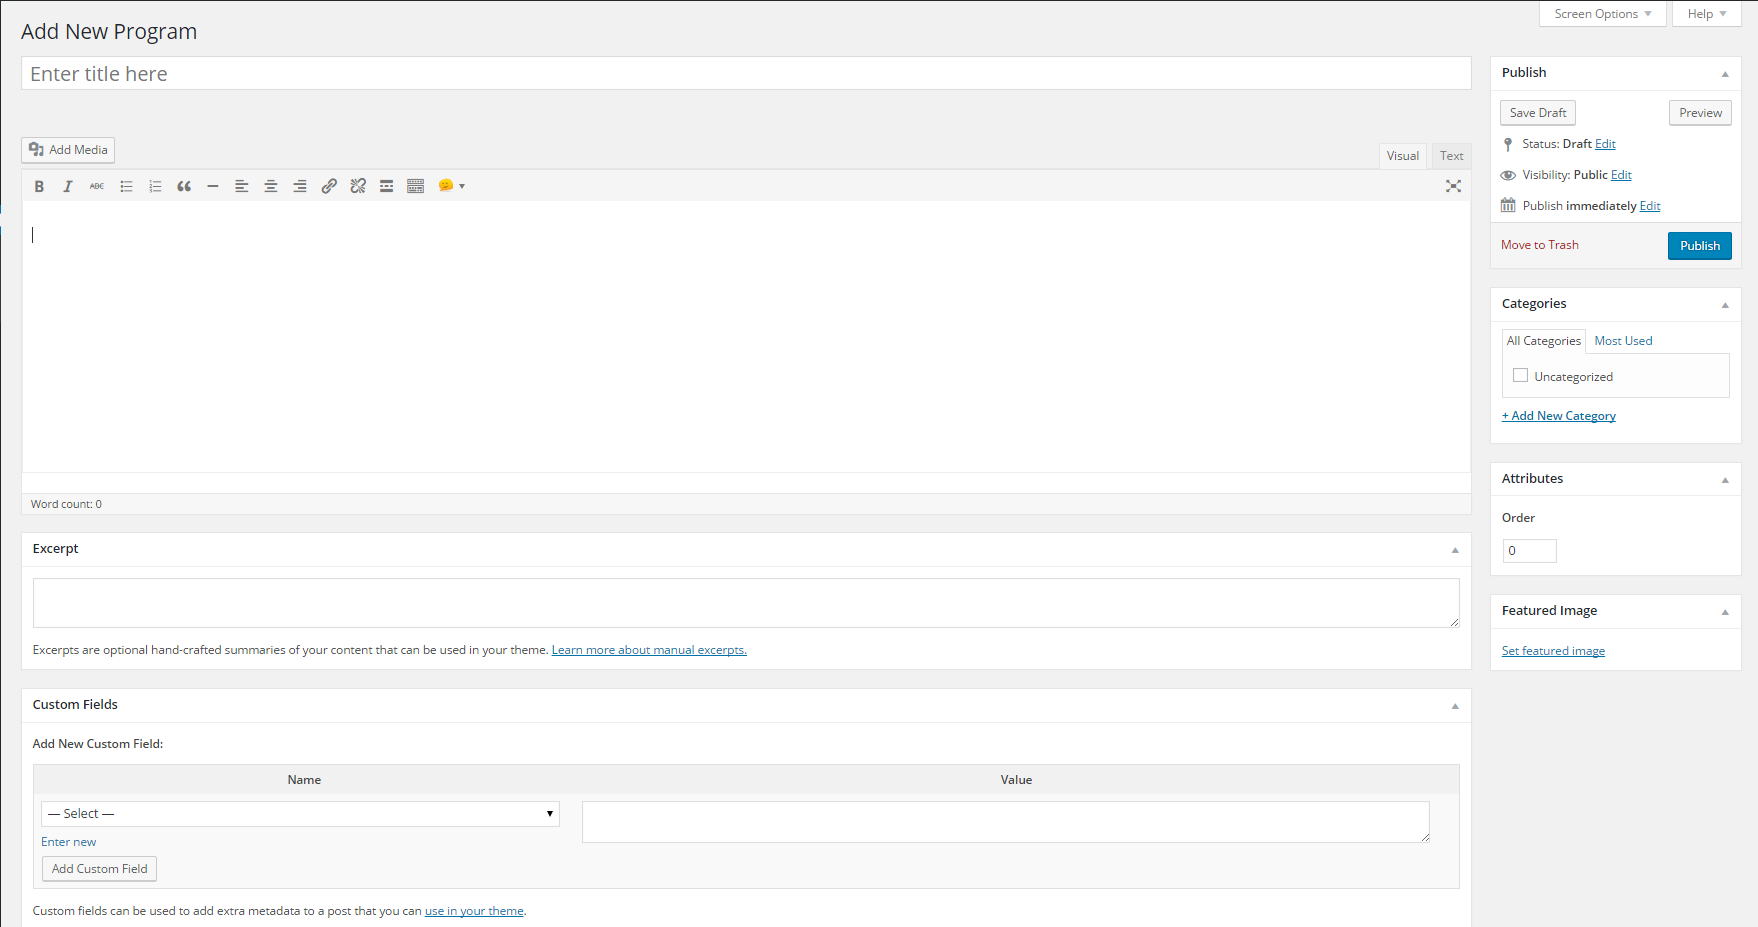 Screen Options
Help
Add New Program
Enter title here
Add Media
Visual
Text
B I ABC
Word count: 0
Excerpt
Excerpts are optional hand-crafted summaries of your content that can be used in your theme. Learn more about manual excerpts.
Custom Fields
Add New Custom Field:
Name
Value
— Select —
Enter new
Add Custom Field
Custom fields can be used to add extra metadata to a post that you can use in your theme.
Publish
Save Draft
Preview
Status: Draft Edit
Visibility: Public Edit
Publish immediately Edit
Move to Trash
Publish
Categories
All Categories
Most Used
Uncategorized
+ Add New Category
Attributes
Order
0
Featured Image
Set featured image